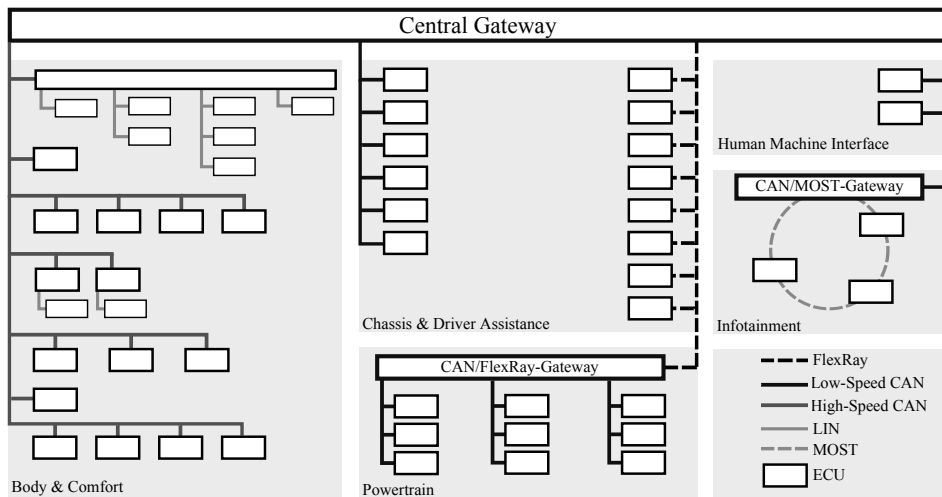 Central Gateway
Human Machine Interface
CAN/MOST-Gateway
Chassis & Driver Assistance
Infotainment
CAN/FlexRay-Gateway
FlexRay
Low-Speed CAN
High-Speed CAN
LIN
MOST
ECU
Body & Comfort
Powertrain